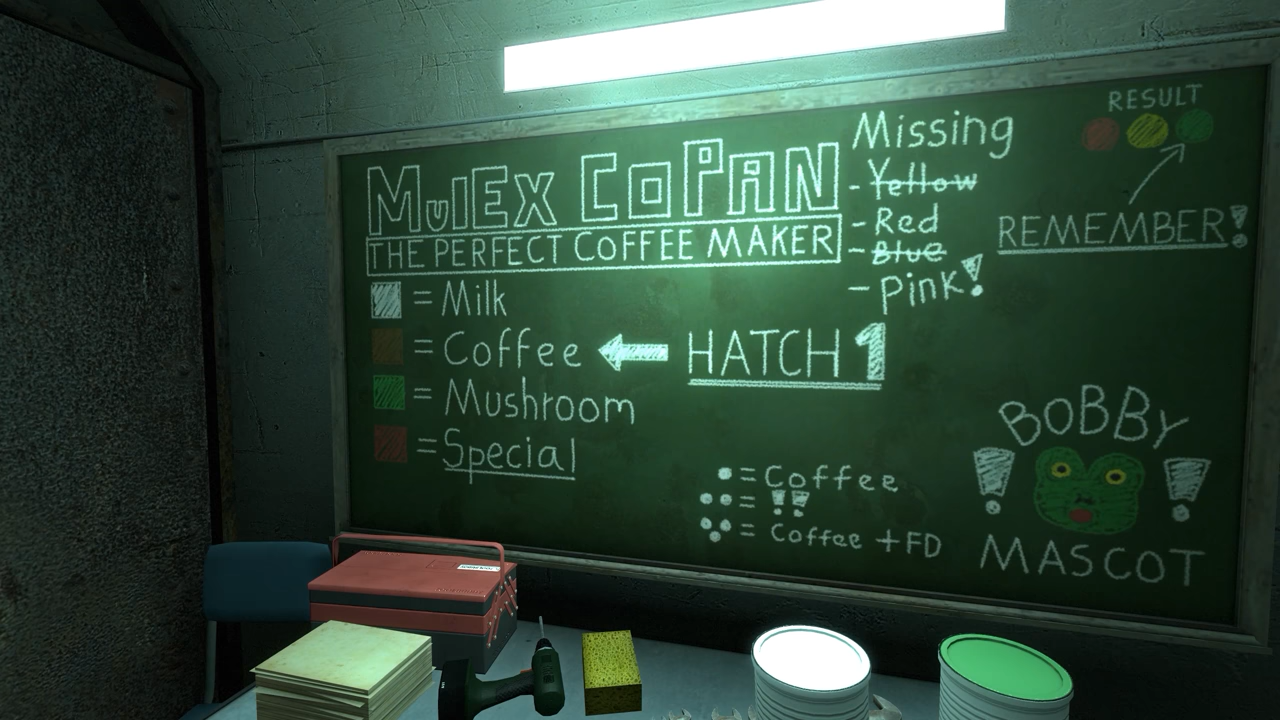 MulEx CoPAN
THE PERFECT COFFEE MAKER
= Milk
= Coffee
= Mushroom
= Special
HATCH 1
Missing
- Yellow
- Red
- Blue
- Pink!
RESULT
REMEMBER!
= Coffee
= !!
= Coffee + FD
! BOBBY !
MASCOT